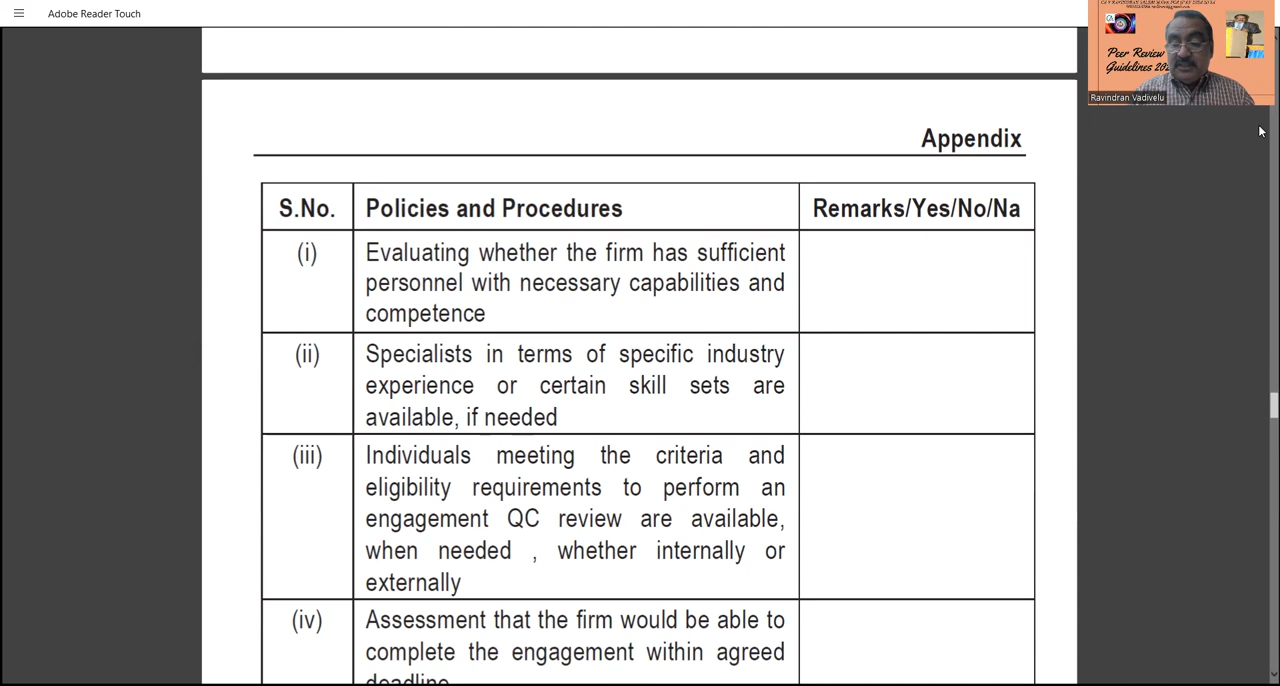 Adobe Reader Touch
Peer Review
Guidelines 202
Ravindran Vadivelu
Appendix
S.No. Policies and Procedures Remarks/Yes/No/Na
(i) Evaluating whether the firm has sufficient
personnel with necessary capabilities and
competence
(ii) Specialists in terms of specific industry
experience or certain skill sets are
available, if needed
(iii) Individuals meeting the criteria and
eligibility requirements to perform an
engagement QC review are available,
when needed , whether internally or
externally
(iv) Assessment that the firm would be able to
complete the engagement within agreed
deadline